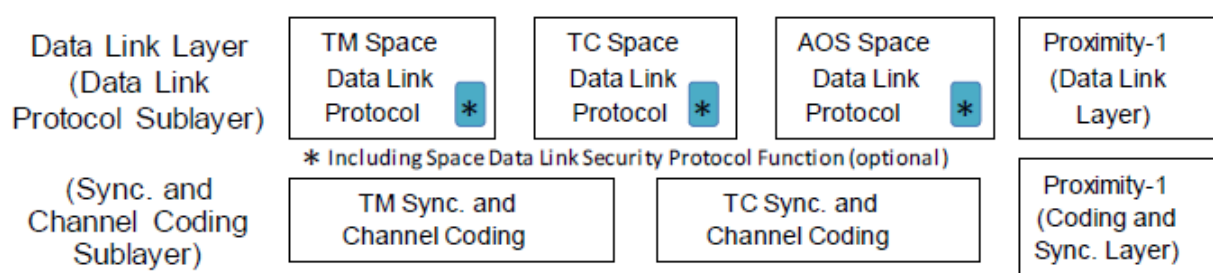 Data Link Layer
(Data Link
Protocol Sublayer)
TM Space
Data Link
Protocol *
TC Space
Data Link
Protocol *
AOS Space
Data Link
Protocol *
Proximity-1
(Data Link
Layer)
* Including Space Data Link Security Protocol Function (optional)
(Sync. and
Channel Coding
Sublayer)
TM Sync. and
Channel Coding
TC Sync. and
Channel Coding
Proximity-1
(Coding and
Sync. Layer)